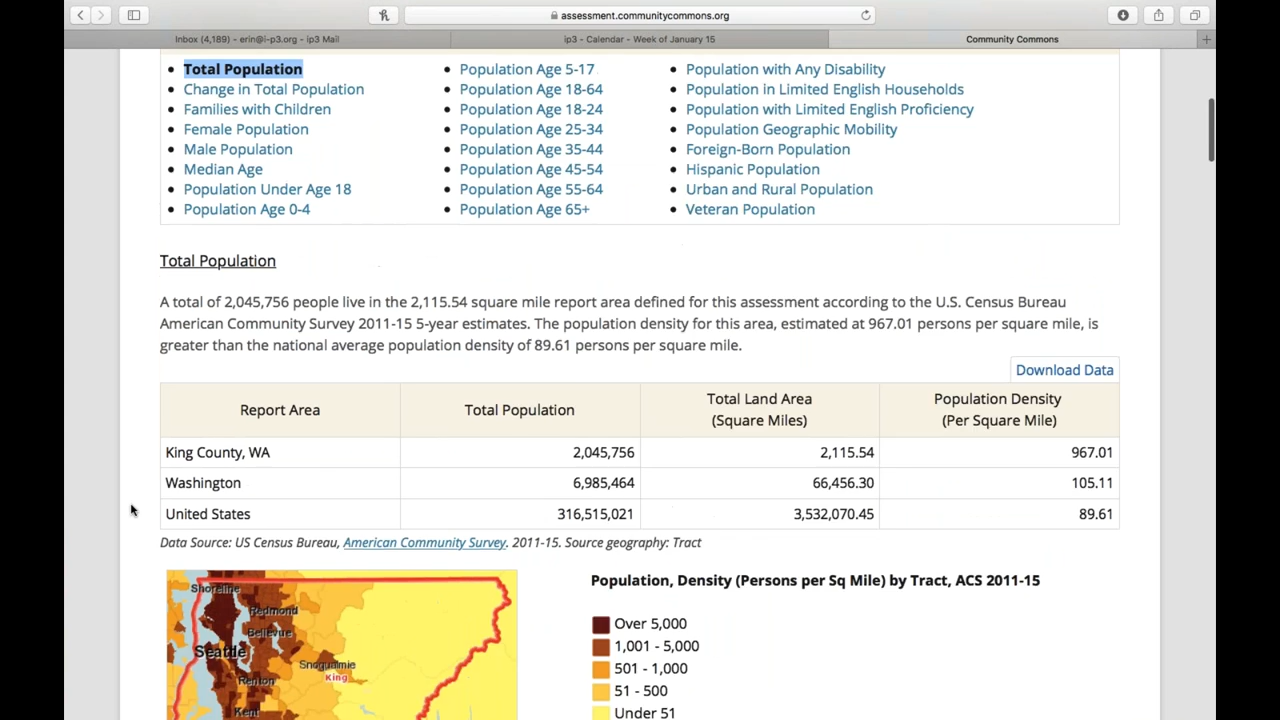 assessment.communitycommons.org
Inbox (4,189) - erin@i-p3.org - ip3 Mail
ip3 - Calendar - Week of January 15
Community Commons
Total Population
Change in Total Population
Families with Children
Female Population
Male Population
Median Age
Population Under Age 18
Population Age 0-4
Population Age 5-17
Population Age 18-64
Population Age 18-24
Population Age 25-34
Population Age 35-44
Population Age 45-54
Population Age 55-64
Population Age 65+
Population with Any Disability
Population in Limited English Households
Population with Limited English Proficiency
Population Geographic Mobility
Foreign-Born Population
Hispanic Population
Urban and Rural Population
Veteran Population
Total Population
A total of 2,045,756 people live in the 2,115.54 square mile report area defined for this assessment according to the U.S. Census Bureau
American Community Survey 2011-15 5-year estimates. The population density for this area, estimated at 967.01 persons per square mile, is
greater than the national average population density of 89.61 persons per square mile.
Download Data
Report Area Total Population Total Land Area (Square Miles) Population Density (Per Square Mile)
King County, WA 2,045,756 2,115.54 967.01
Washington 6,985,464 66,456.30 105.11
United States 316,515,021 3,532,070.45 89.61
Data Source: US Census Bureau, American Community Survey. 2011-15. Source geography: Tract
Shoreline
Redmond
Bellevue
Seattle
Snoqualmie
King
Renton
Kent
Population, Density (Persons per Sq Mile) by Tract, ACS 2011-15
Over 5,000
1,001 - 5,000
501 - 1,000
51 - 500
Under 51